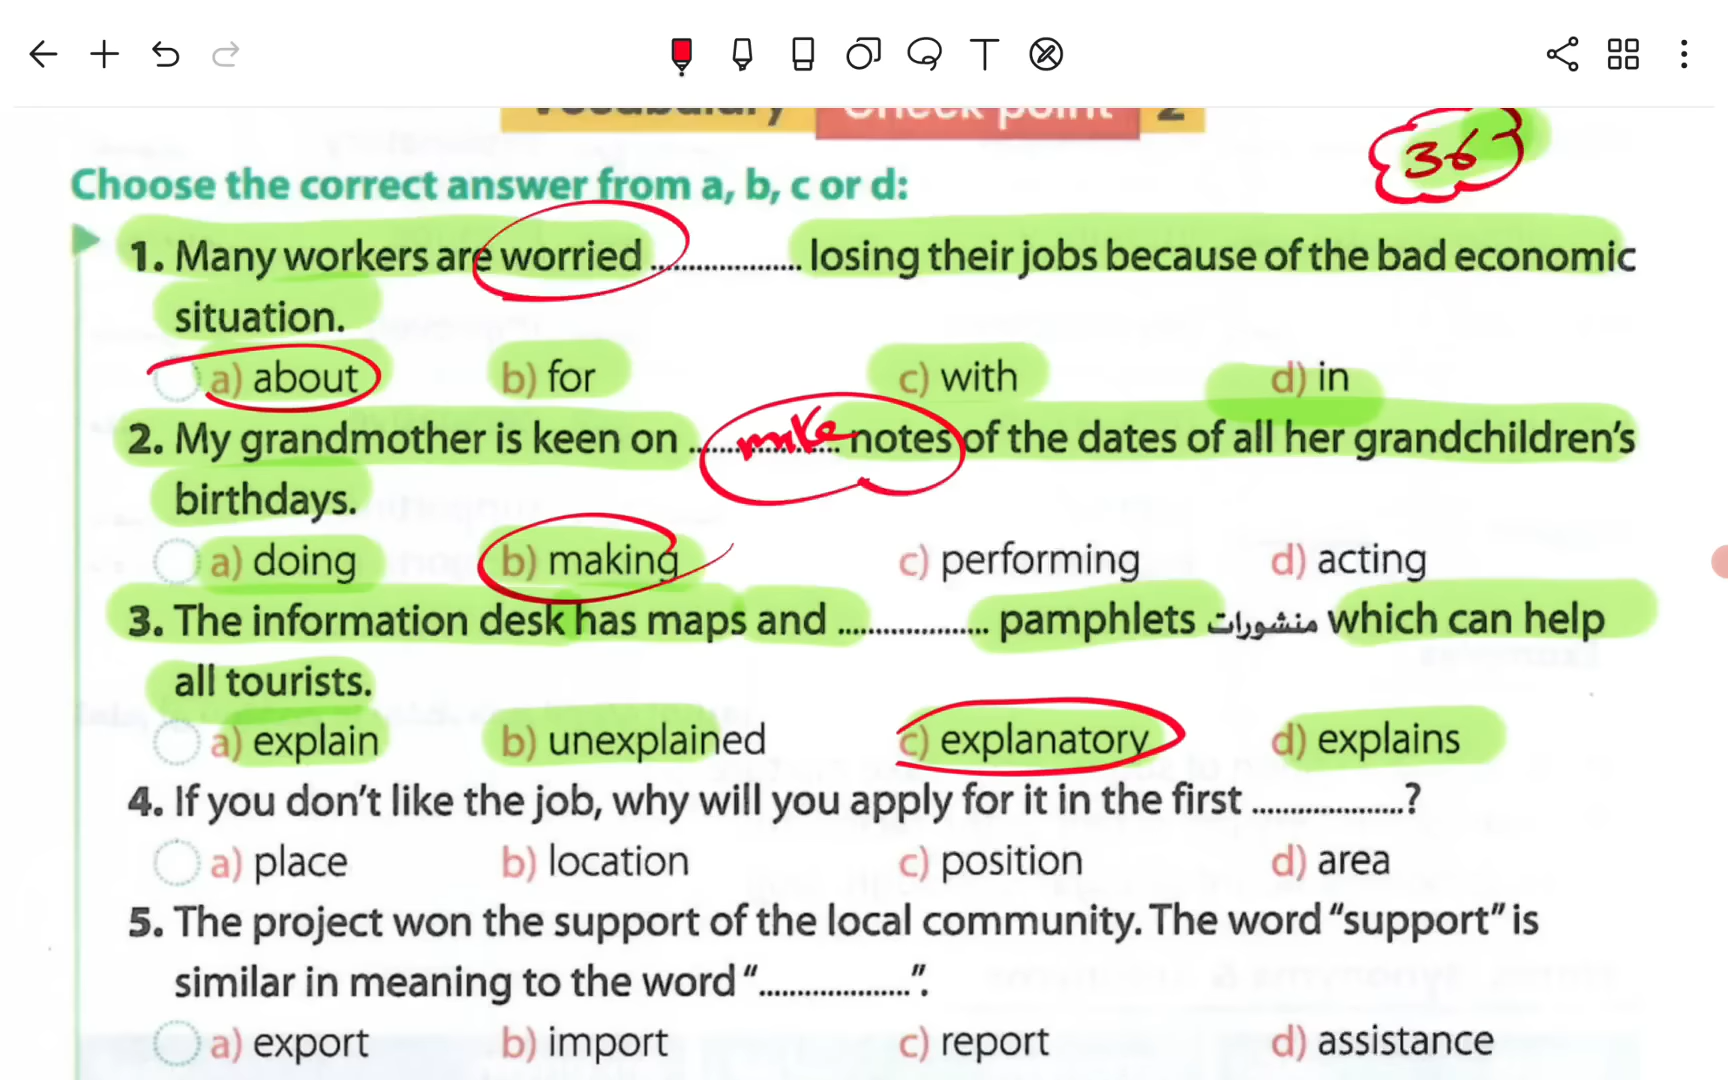 Vocabulary Check point 2
36
Choose the correct answer from a, b, c or d:
1. Many workers are worried .................. losing their jobs because of the bad economic
situation.
a) about b) for c) with d) in
2. My grandmother is keen on .................. make notes of the dates of all her grandchildren's
birthdays.
a) doing b) making c) performing d) acting
3. The information desk has maps and .................. pamphlets منشورات which can help
all tourists.
a) explain b) unexplained c) explanatory d) explains
4. If you don't like the job, why will you apply for it in the first ..................?
a) place b) location c) position d) area
5. The project won the support of the local community. The word "support" is
similar in meaning to the word "..................".
a) export b) import c) report d) assistance